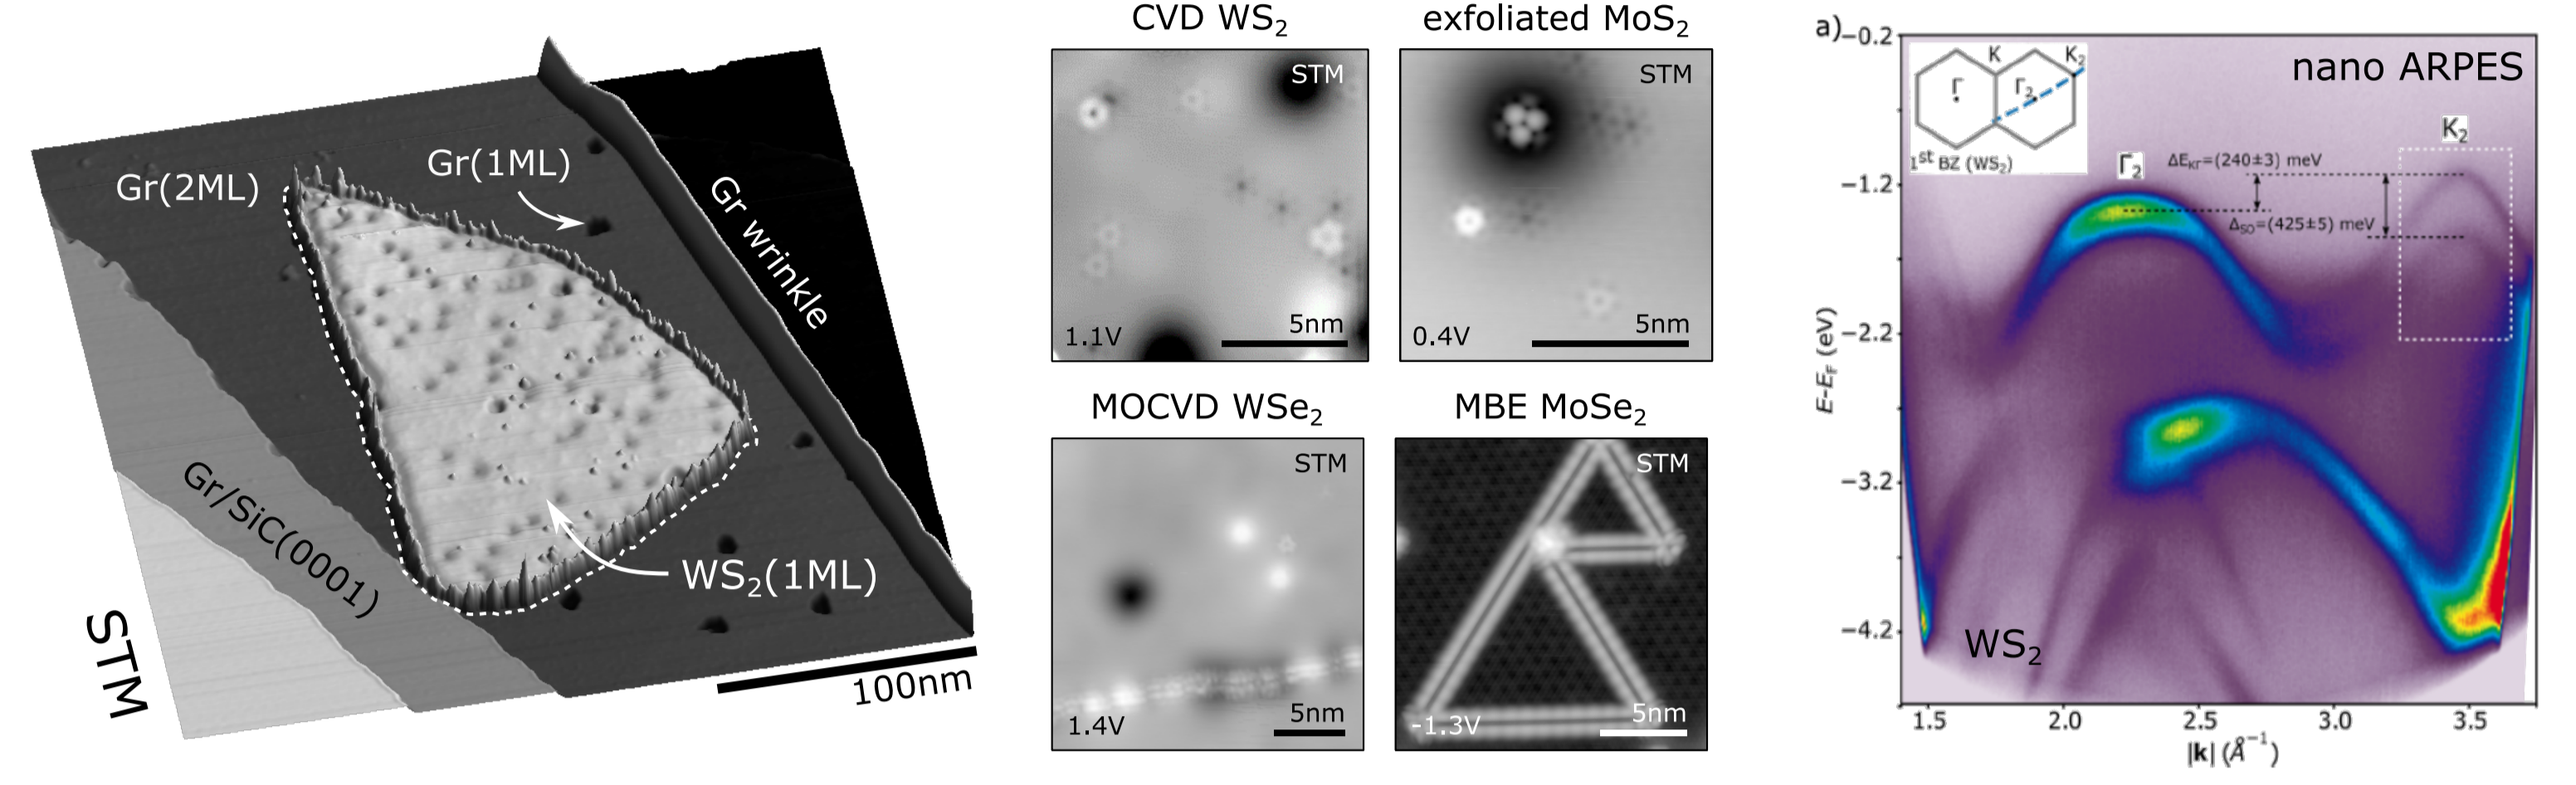 Gr(2ML)
Gr(1ML)
Gr wrinkle
Gr/SiC(0001)
WS₂(1ML)
STM
100nm
CVD WS₂
STM
1.1V
5nm
exfoliated MoS₂
STM
0.4V
5nm
MOCVD WSe₂
STM
1.4V
5nm
MBE MoSe₂
STM
-1.3V
5nm
a)
nano ARPES
K
K₂
Γ
Γ₂
1ˢᵗ BZ (WS₂)
Γ₂
K₂
ΔE_KΓ=(240±3) meV
Δ_SO=(425±5) meV
WS₂
E-E_F (eV)
−0.2
−1.2
−2.2
−3.2
−4.2
1.5
2.0
2.5
3.0
3.5
|k| (Å⁻¹)